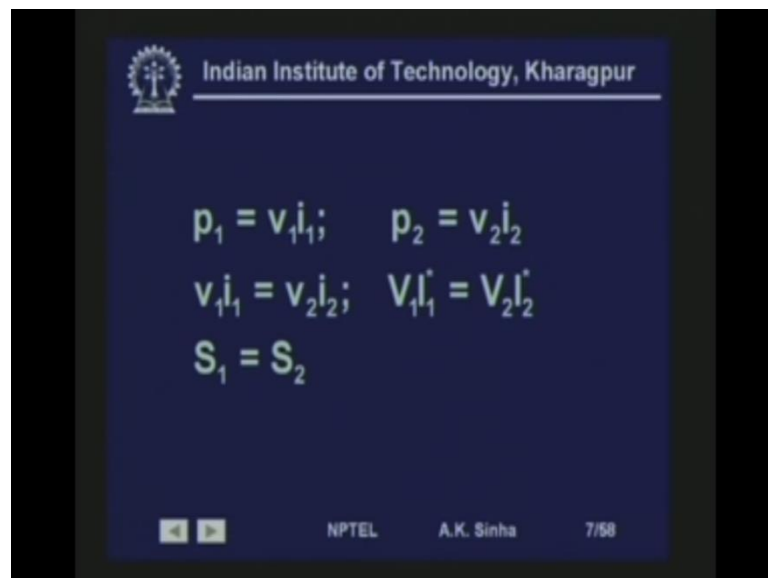 Indian Institute of Technology, Kharagpur
p₁ = v₁i₁; p₂ = v₂i₂
v₁i₁ = v₂i₂; V₁I₁* = V₂I₂*
S₁ = S₂
NPTEL A.K. Sinha 7/58